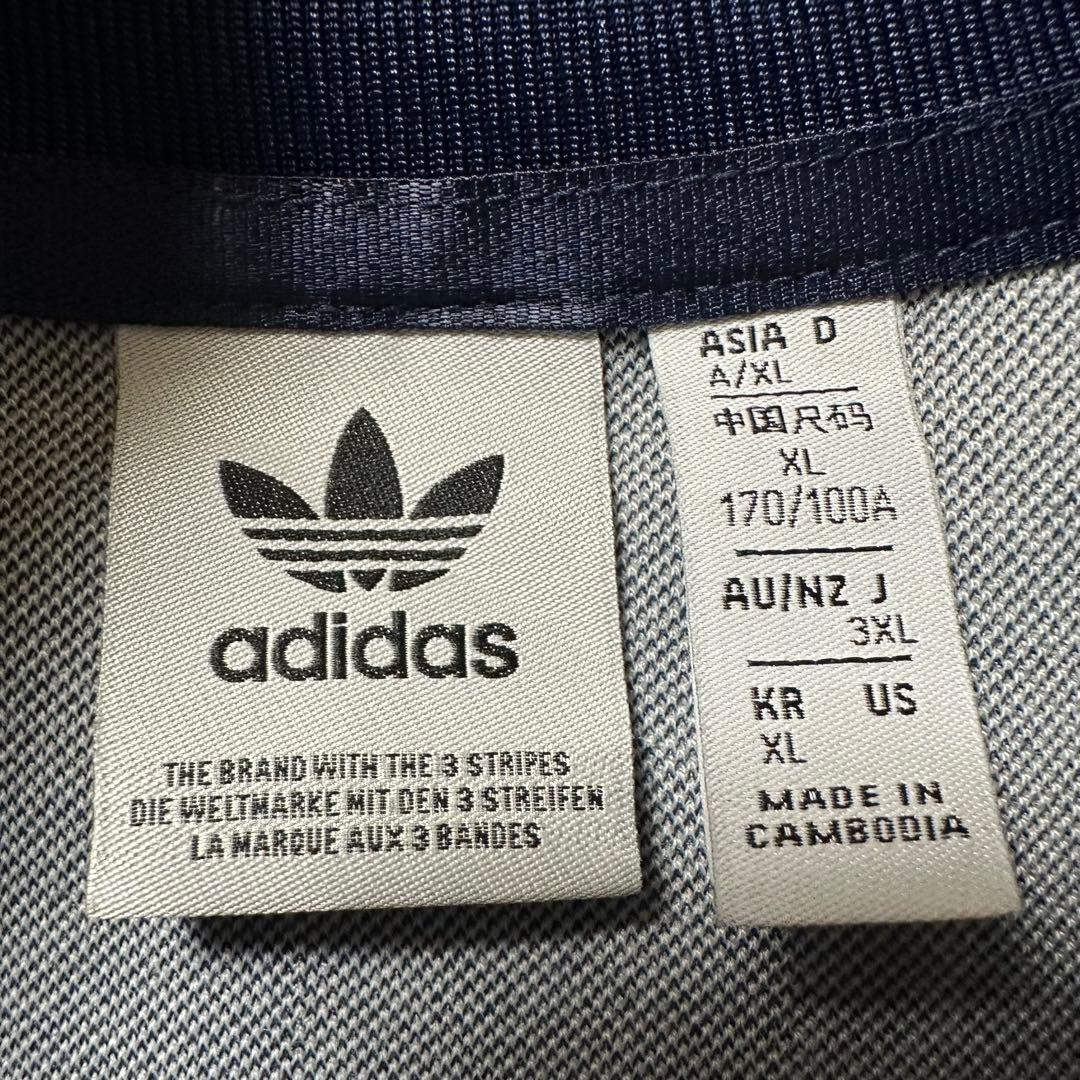 adidas
THE BRAND WITH THE 3 STRIPES
DIE WELTMARKE MIT DEN 3 STREIFEN
LA MARQUE AUX 3 BANDES
ASIA D
A/XL
中国尺码
XL
170/100A
AU/NZ J
3XL
KR US
XL
MADE IN
CAMBODIA